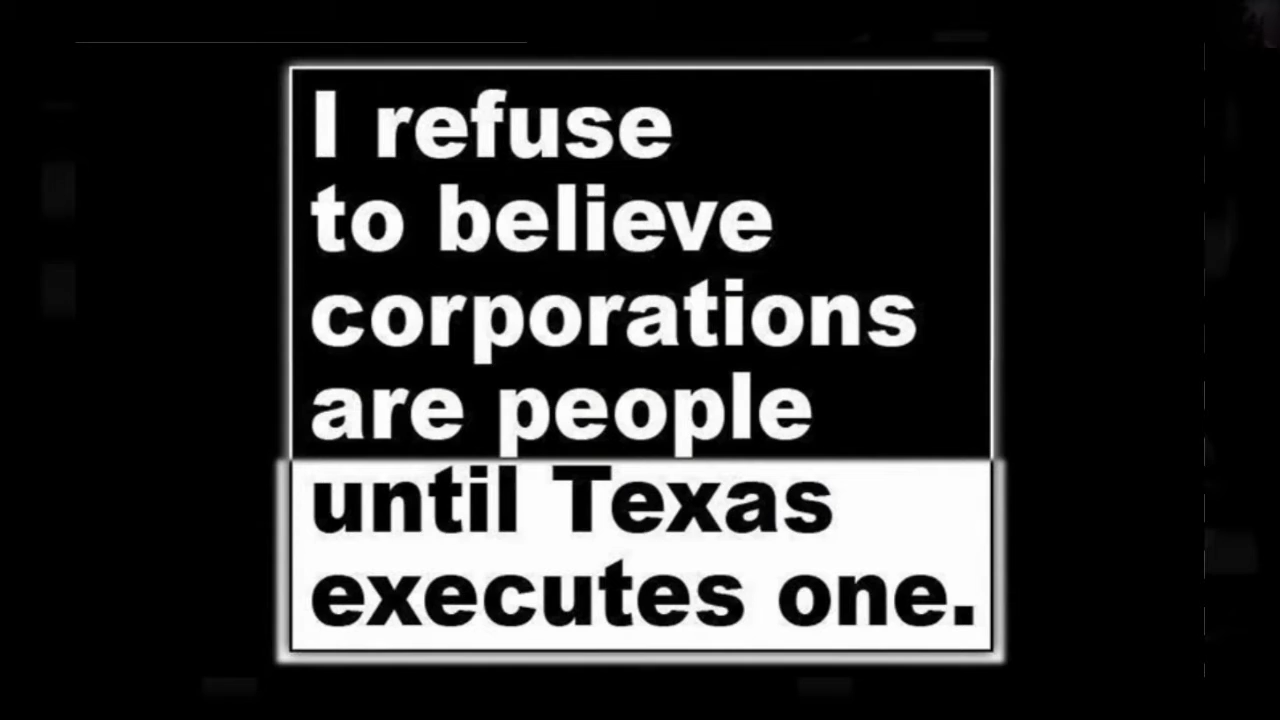 I refuse
to believe
corporations
are people
until Texas
executes one.